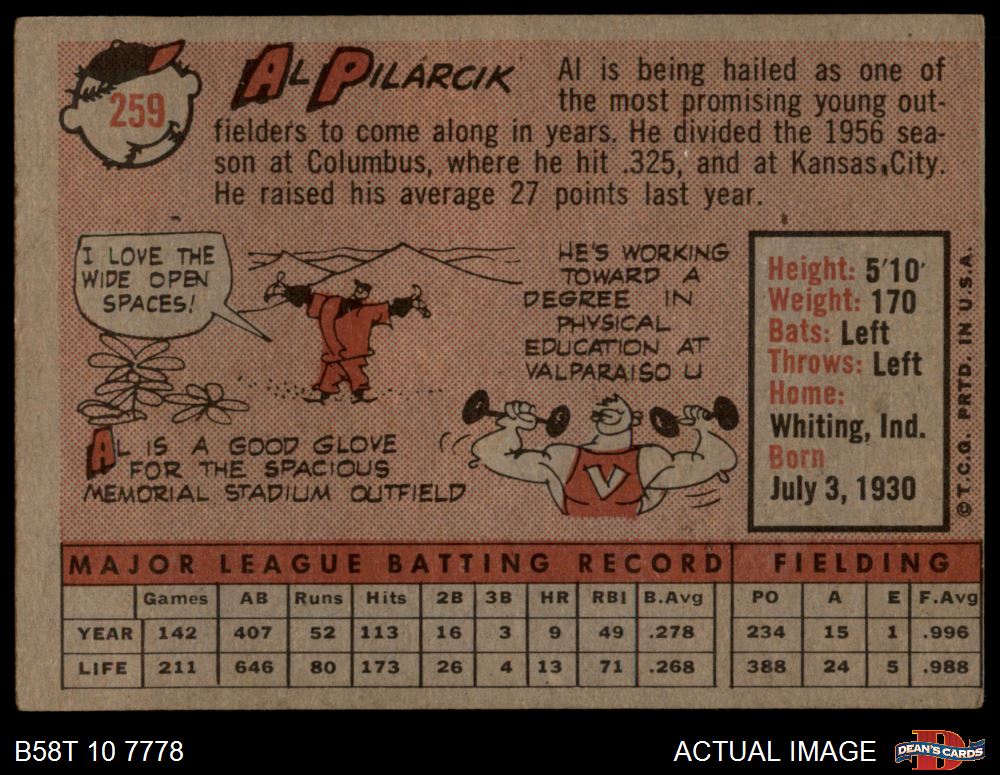 259
AL PILARCIK
Al is being hailed as one of
the most promising young out-
fielders to come along in years. He divided the 1956 sea-
son at Columbus, where he hit .325, and at Kansas City.
He raised his average 27 points last year.
I LOVE THE
WIDE OPEN
SPACES!
AL IS A GOOD GLOVE
FOR THE SPACIOUS
MEMORIAL STADIUM OUTFIELD
HE'S WORKING
TOWARD A
DEGREE IN
PHYSICAL
EDUCATION AT
VALPARAISO U
V
Height: 5'10"
Weight: 170
Bats: Left
Throws: Left
Home:
Whiting, Ind.
Born
July 3, 1930
© T.C.G. PRTD. IN U.S.A.
MAJOR LEAGUE BATTING RECORD FIELDING
Games AB Runs Hits 2B 3B HR RBI B.Avg PO A E F.Avg
YEAR 142 407 52 113 16 3 9 49 .278 234 15 1 .996
LIFE 211 646 80 173 26 4 13 71 .268 388 24 5 .988
B58T 10 7778
ACTUAL IMAGE
D
DEAN'S CARDS